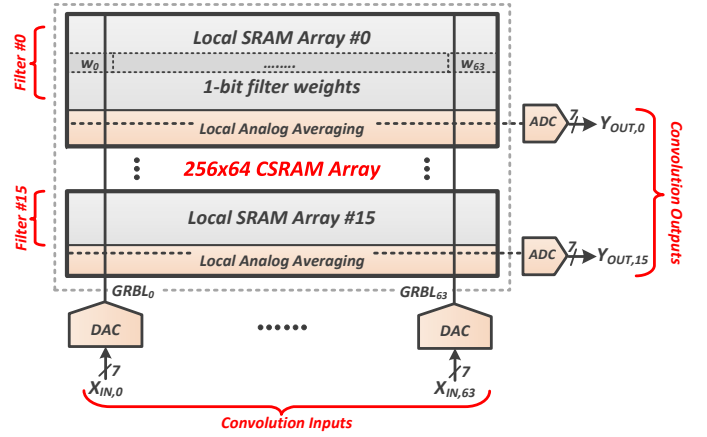 Filter #0
Local SRAM Array #0
w0 ........ w63
1-bit filter weights
Local Analog Averaging
ADC
7
YOUT,0
256x64 CSRAM Array
Filter #15
Local SRAM Array #15
Local Analog Averaging
ADC
7
YOUT,15
Convolution Outputs
GRBL0
GRBL63
DAC
......
DAC
7
7
XIN,0
XIN,63
Convolution Inputs